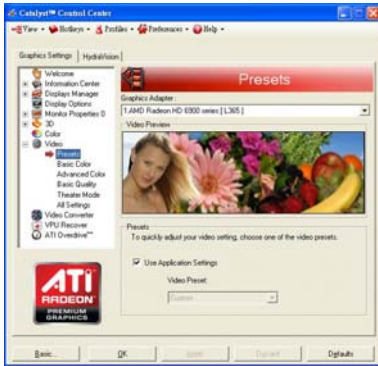 Catalyst™ Control Center
View Hotkeys Profiles Preferences Help
Graphics Settings HydraVision
Welcome
Information Center
Displays Manager
Display Options
Monitor Properties 0
3D
Color
Video
Presets
Basic Color
Advanced Color
Basic Quality
Theater Mode
All Settings
Video Converter
VPU Recover
ATI Overdrive™
ATI
RADEON
PREMIUM
GRAPHICS
Presets
Graphics Adapter:
1.AMD Radeon HD 6900 series [ L365 ]
Video Preview
Presets
To quickly adjust your video setting, choose one of the video presets.
Use Application Settings
Video Preset:
Custom
Basic... OK Apply Discard Defaults